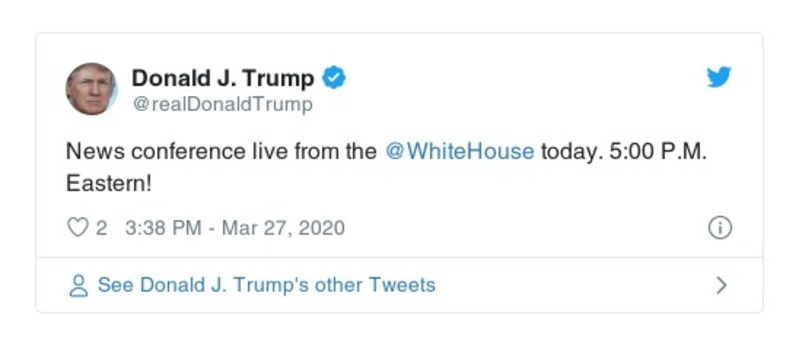 Donald J. Trump
@realDonaldTrump
News conference live from the @WhiteHouse today. 5:00 P.M.
Eastern!
2 3:38 PM - Mar 27, 2020
See Donald J. Trump's other Tweets